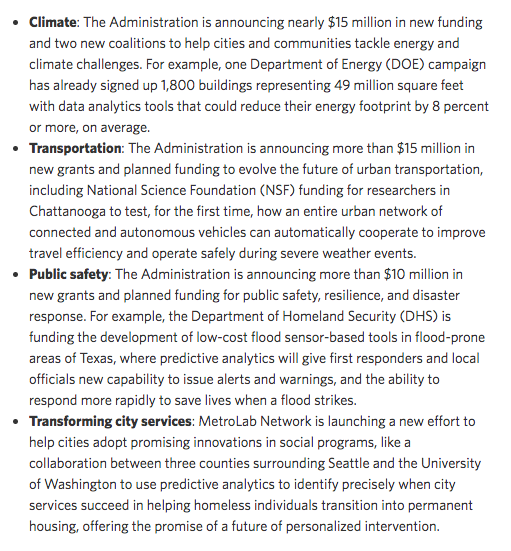 • Climate: The Administration is announcing nearly $15 million in new funding
and two new coalitions to help cities and communities tackle energy and
climate challenges. For example, one Department of Energy (DOE) campaign
has already signed up 1,800 buildings representing 49 million square feet
with data analytics tools that could reduce their energy footprint by 8 percent
or more, on average.
• Transportation: The Administration is announcing more than $15 million in
new grants and planned funding to evolve the future of urban transportation,
including National Science Foundation (NSF) funding for researchers in
Chattanooga to test, for the first time, how an entire urban network of
connected and autonomous vehicles can automatically cooperate to improve
travel efficiency and operate safely during severe weather events.
• Public safety: The Administration is announcing more than $10 million in
new grants and planned funding for public safety, resilience, and disaster
response. For example, the Department of Homeland Security (DHS) is
funding the development of low-cost flood sensor-based tools in flood-prone
areas of Texas, where predictive analytics will give first responders and local
officials new capability to issue alerts and warnings, and the ability to
respond more rapidly to save lives when a flood strikes.
• Transforming city services: MetroLab Network is launching a new effort to
help cities adopt promising innovations in social programs, like a
collaboration between three counties surrounding Seattle and the University
of Washington to use predictive analytics to identify precisely when city
services succeed in helping homeless individuals transition into permanent
housing, offering the promise of a future of personalized intervention.